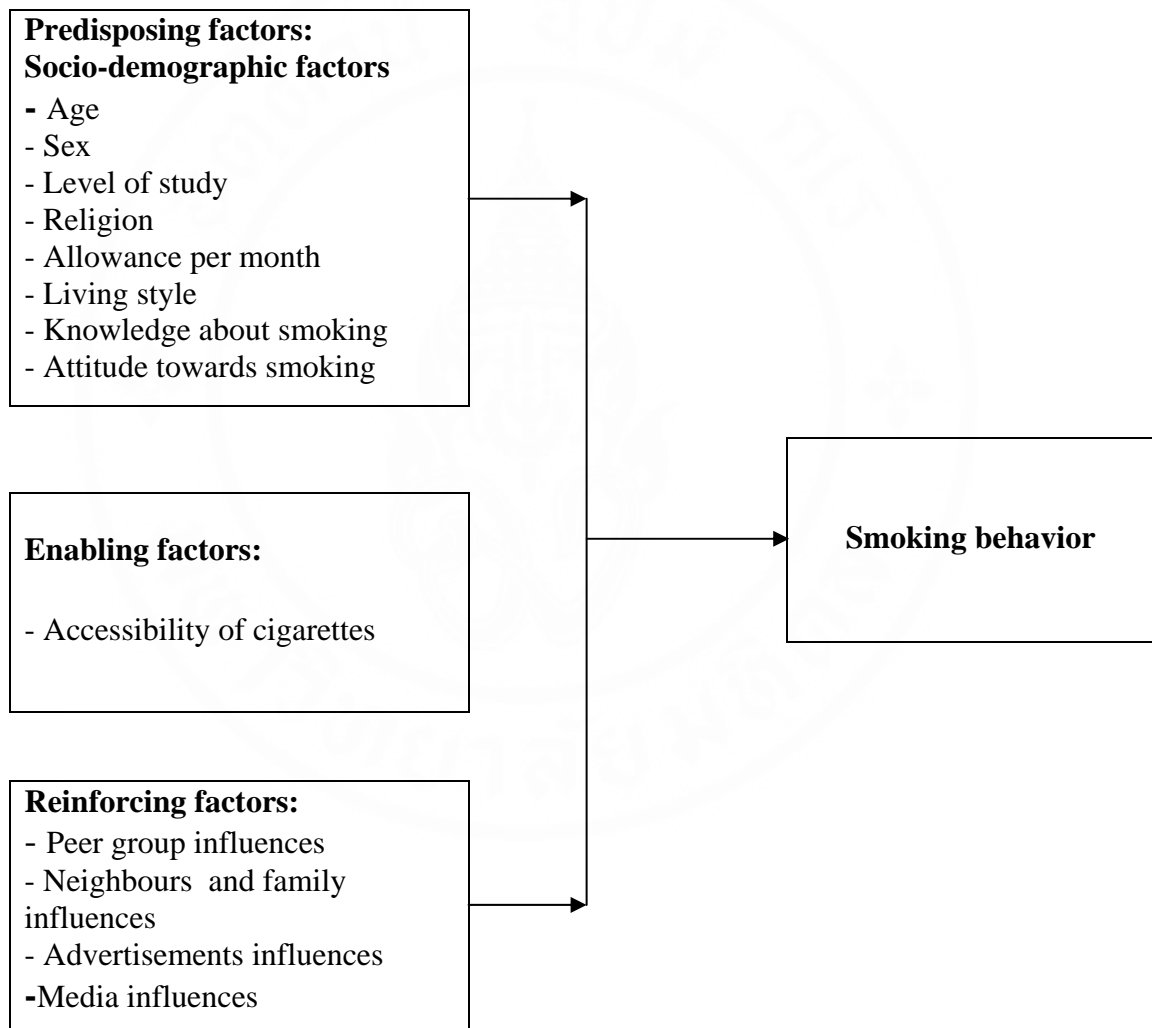 Predisposing factors:
Socio-demographic factors
- Age
- Sex
- Level of study
- Religion
- Allowance per month
- Living style
- Knowledge about smoking
- Attitude towards smoking
Enabling factors:
- Accessibility of cigarettes
Reinforcing factors:
- Peer group influences
- Neighbours and family
influences
- Advertisements influences
-Media influences
Smoking behavior